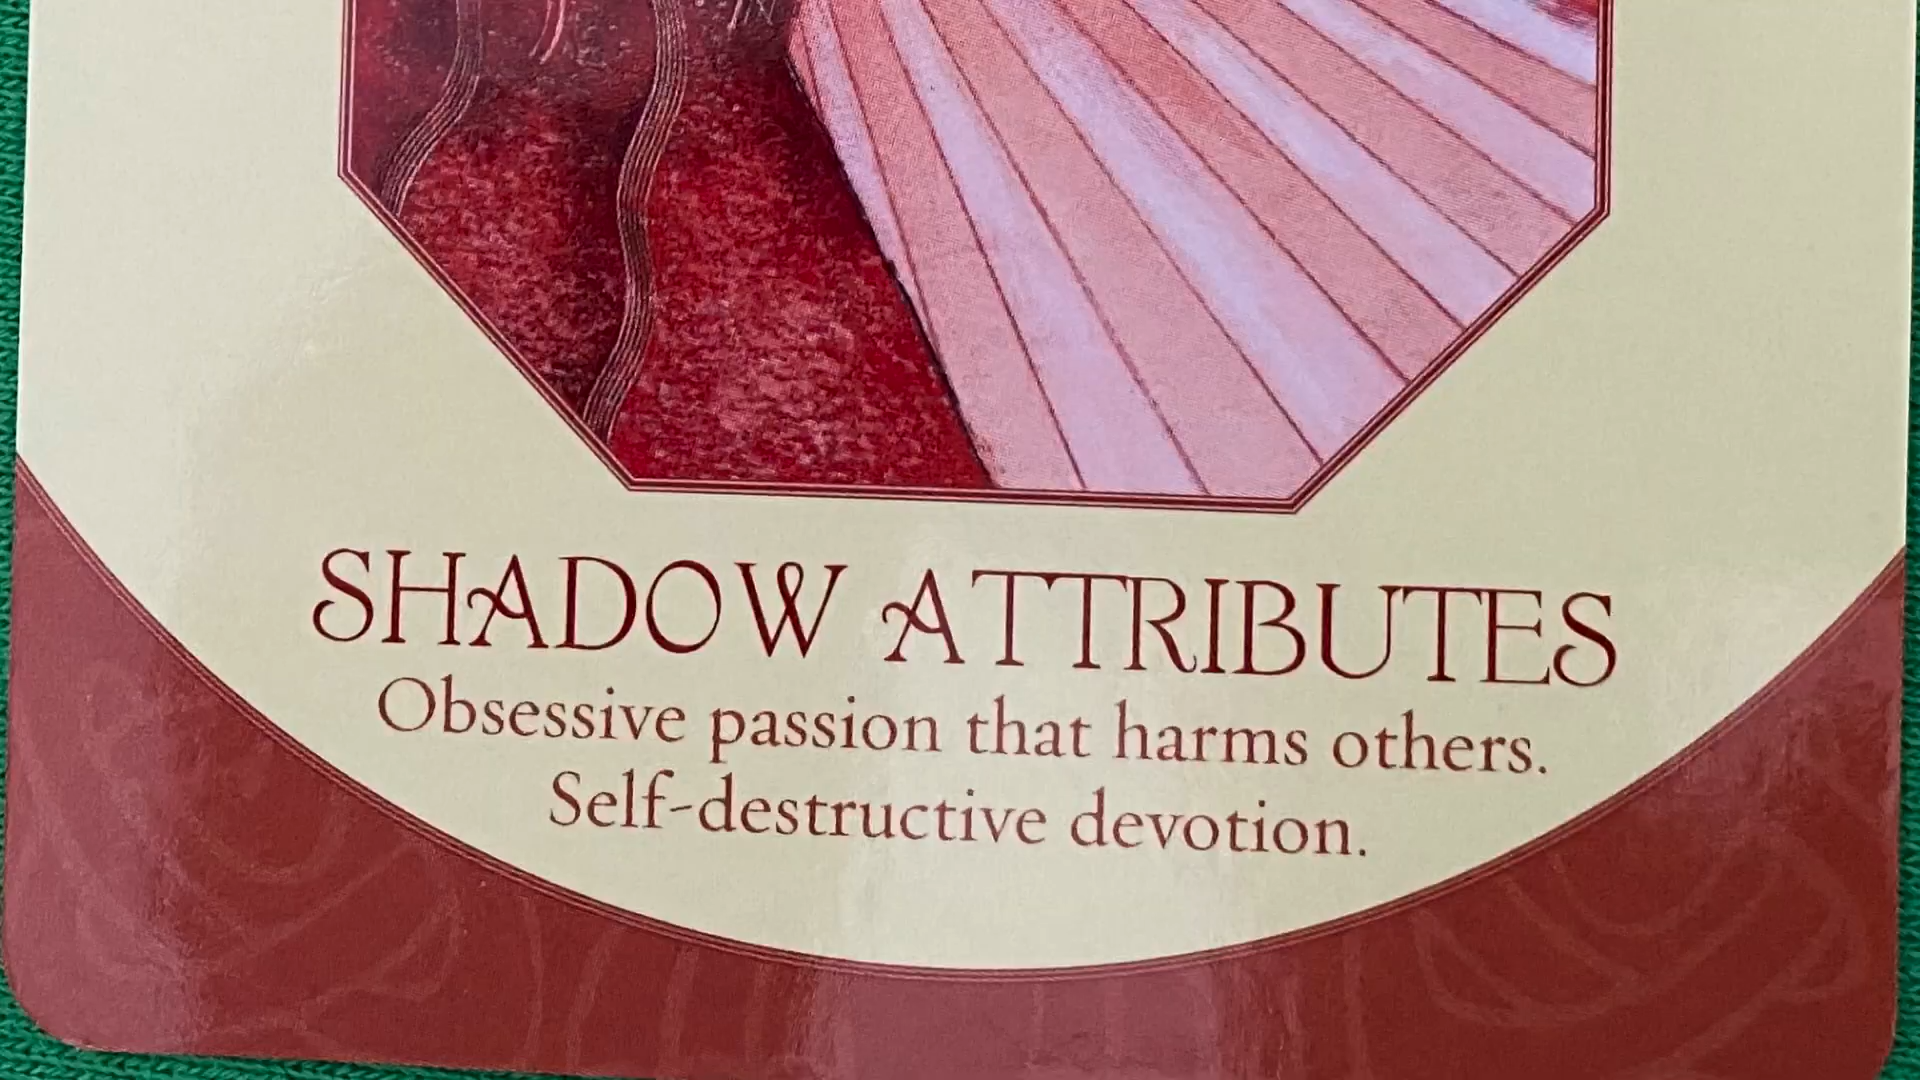 SHADOW ATTRIBUTES
Obsessive passion that harms others.
Self-destructive devotion.